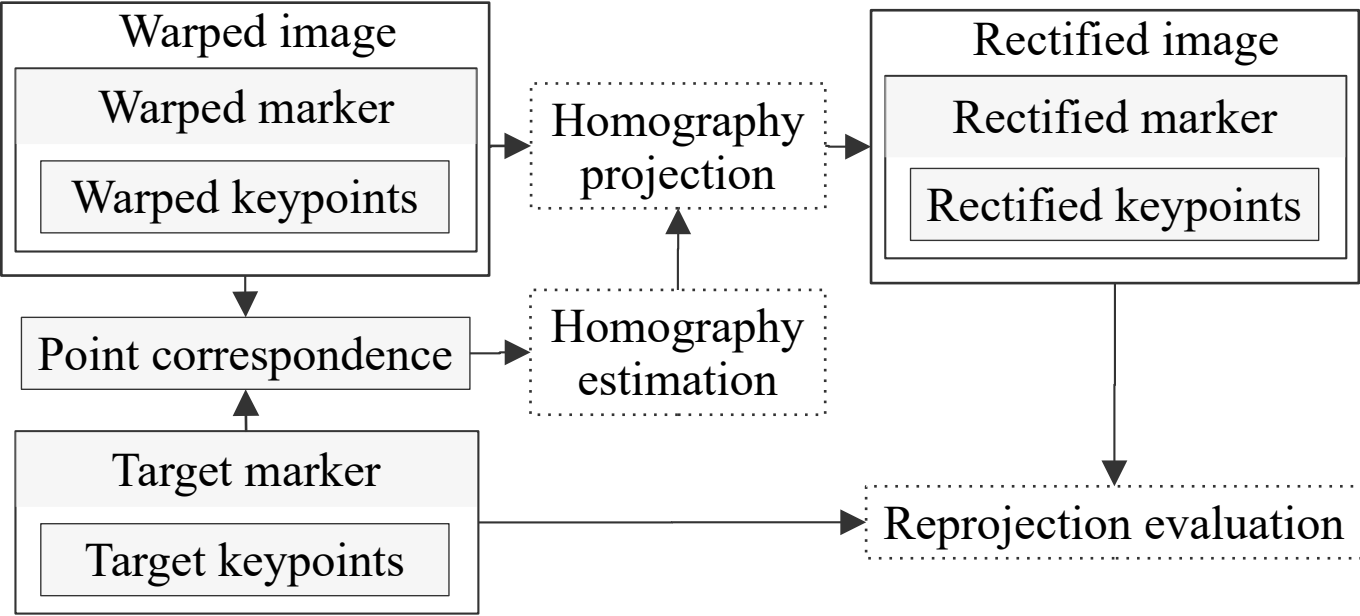 Warped image
Warped marker
Warped keypoints
Homography
projection
Rectified image
Rectified marker
Rectified keypoints
Point correspondence
Homography
estimation
Target marker
Target keypoints
Reprojection evaluation